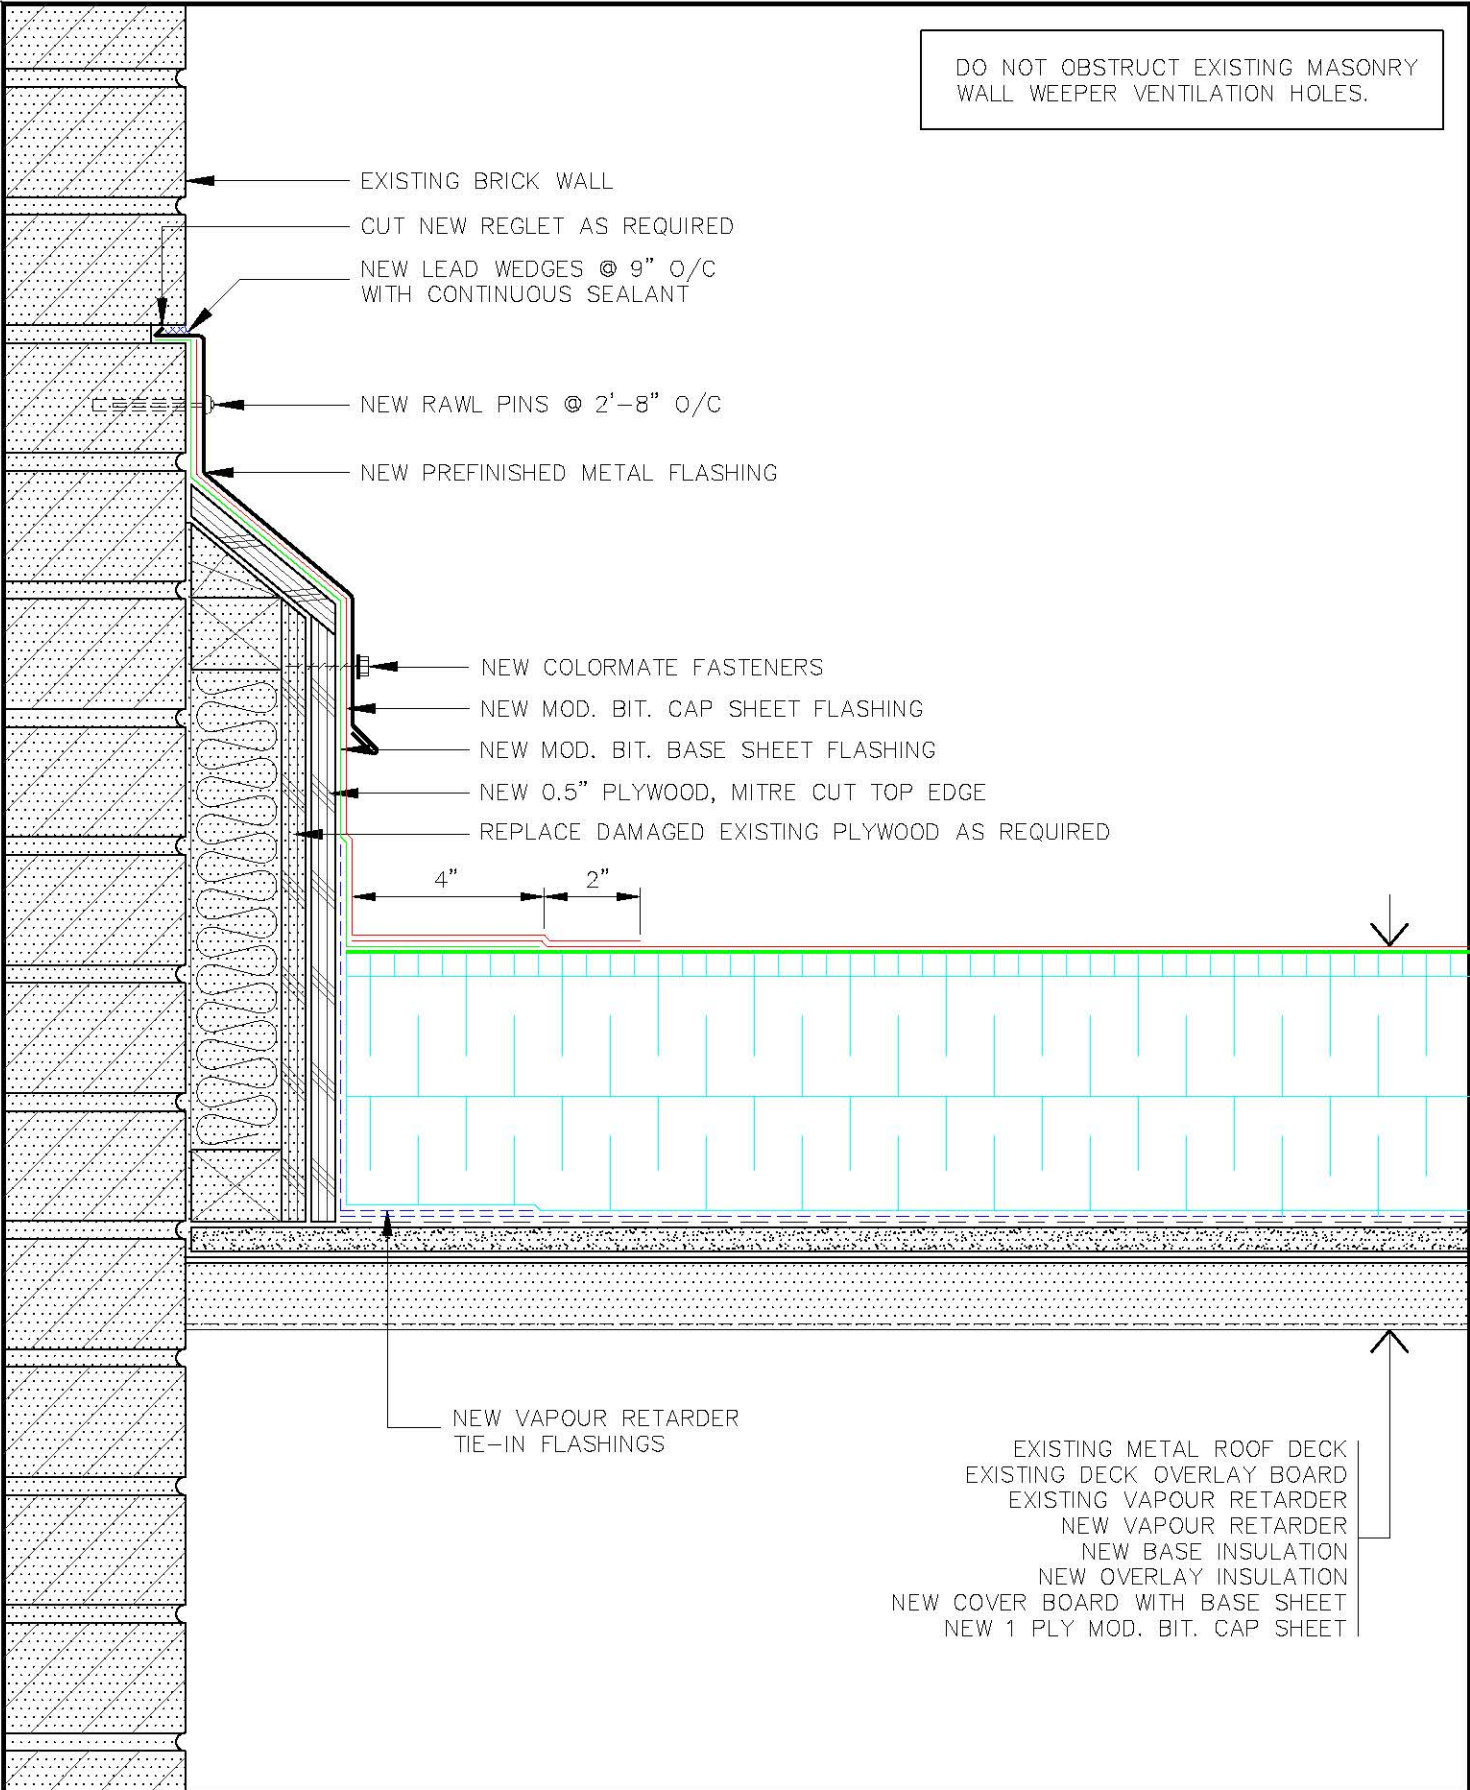 DO NOT OBSTRUCT EXISTING MASONRY
WALL WEEPER VENTILATION HOLES.
EXISTING BRICK WALL
CUT NEW REGLET AS REQUIRED
NEW LEAD WEDGES @ 9" O/C
WITH CONTINUOUS SEALANT
NEW RAWL PINS @ 2'-8" O/C
NEW PREFINISHED METAL FLASHING
NEW COLORMATE FASTENERS
NEW MOD. BIT. CAP SHEET FLASHING
NEW MOD. BIT. BASE SHEET FLASHING
NEW 0.5" PLYWOOD, MITRE CUT TOP EDGE
REPLACE DAMAGED EXISTING PLYWOOD AS REQUIRED
4" 2"
NEW VAPOUR RETARDER
TIE-IN FLASHINGS
EXISTING METAL ROOF DECK
EXISTING DECK OVERLAY BOARD
EXISTING VAPOUR RETARDER
NEW VAPOUR RETARDER
NEW BASE INSULATION
NEW OVERLAY INSULATION
NEW COVER BOARD WITH BASE SHEET
NEW 1 PLY MOD. BIT. CAP SHEET